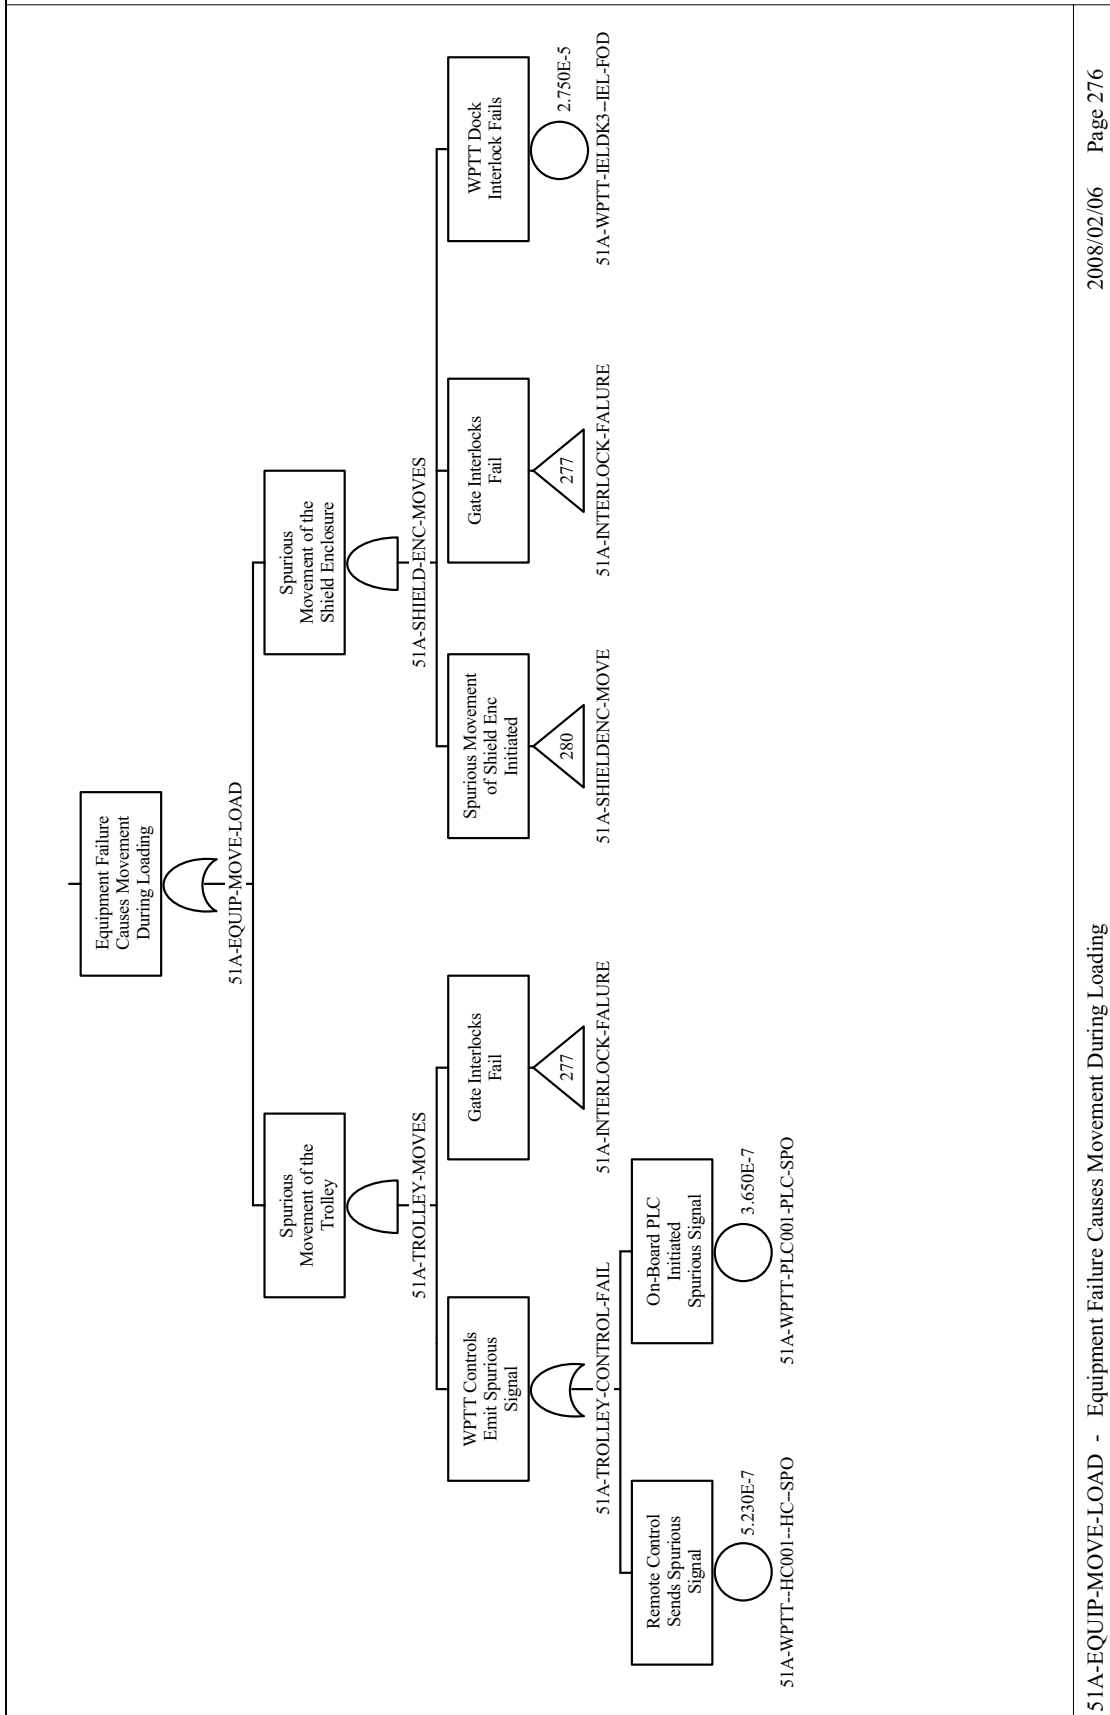 Equipment Failure
Causes Movement
During Loading
51A-EQUIP-MOVE-LOAD
Spurious
Movement of the
Trolley
51A-TROLLEY-MOVES
Spurious
Movement of the
Shield Enclosure
51A-SHIELD-ENC-MOVES
WPTT Controls
Emit Spurious
Signal
51A-TROLLEY-CONTROL-FAIL
Gate Interlocks
Fail
277
51A-INTERLOCK-FALURE
Spurious Movement
of Shield Enc
Initiated
280
51A-SHIELDENC-MOVE
Gate Interlocks
Fail
277
51A-INTERLOCK-FALURE
WPTT Dock
Interlock Fails
2.750E-5
51A-WPTT-IELDK3--IEL-FOD
Remote Control
Sends Spurious
Signal
5.230E-7
51A-WPTT--HC001--HC--SPO
On-Board PLC
Initiated
Spurious Signal
3.650E-7
51A-WPTT-PLC001-PLC-SPO
51A-EQUIP-MOVE-LOAD - Equipment Failure Causes Movement During Loading 2008/02/06 Page 276